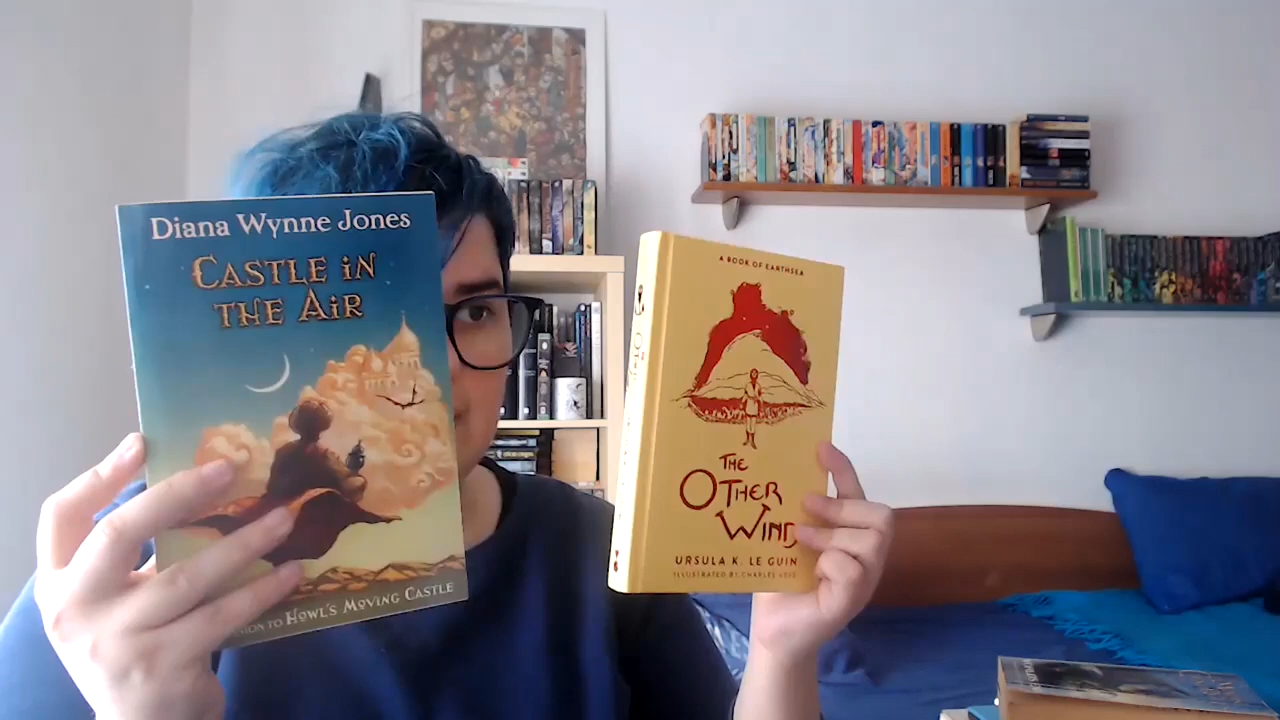 Diana Wynne Jones
CASTLE IN
THE AIR
TO HOWL'S MOVING CASTLE
A BOOK OF EARTHSEA
THE
OTHER
WIND
URSULA K. LE GUIN
ILLUSTRATED BY CHARLES VESS